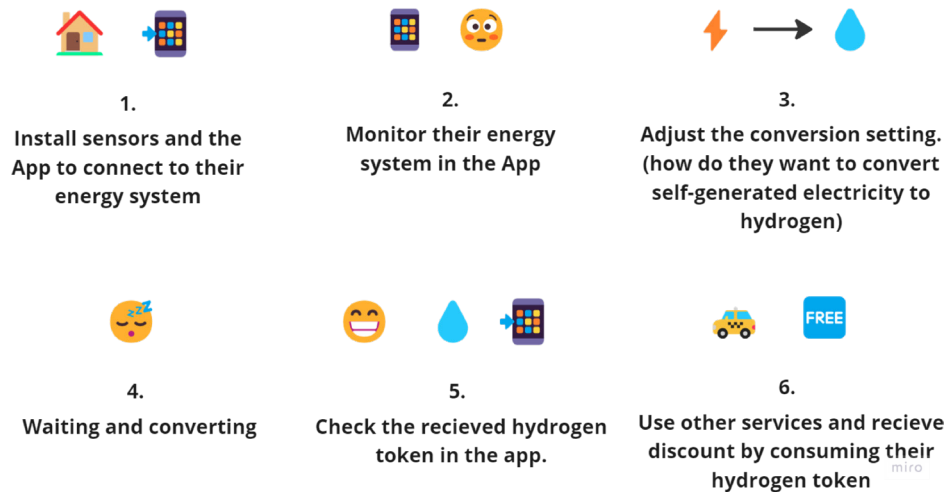 1.
Install sensors and the
App to connect to their
energy system
2.
Monitor their energy
system in the App
3.
Adjust the conversion setting.
(how do they want to convert
self-generated electricity to
hydrogen)
zzZ
4.
Waiting and converting
5.
Check the recieved hydrogen
token in the app.
FREE
6.
Use other services and recieve
discount by consuming their
hydrogen token
miro